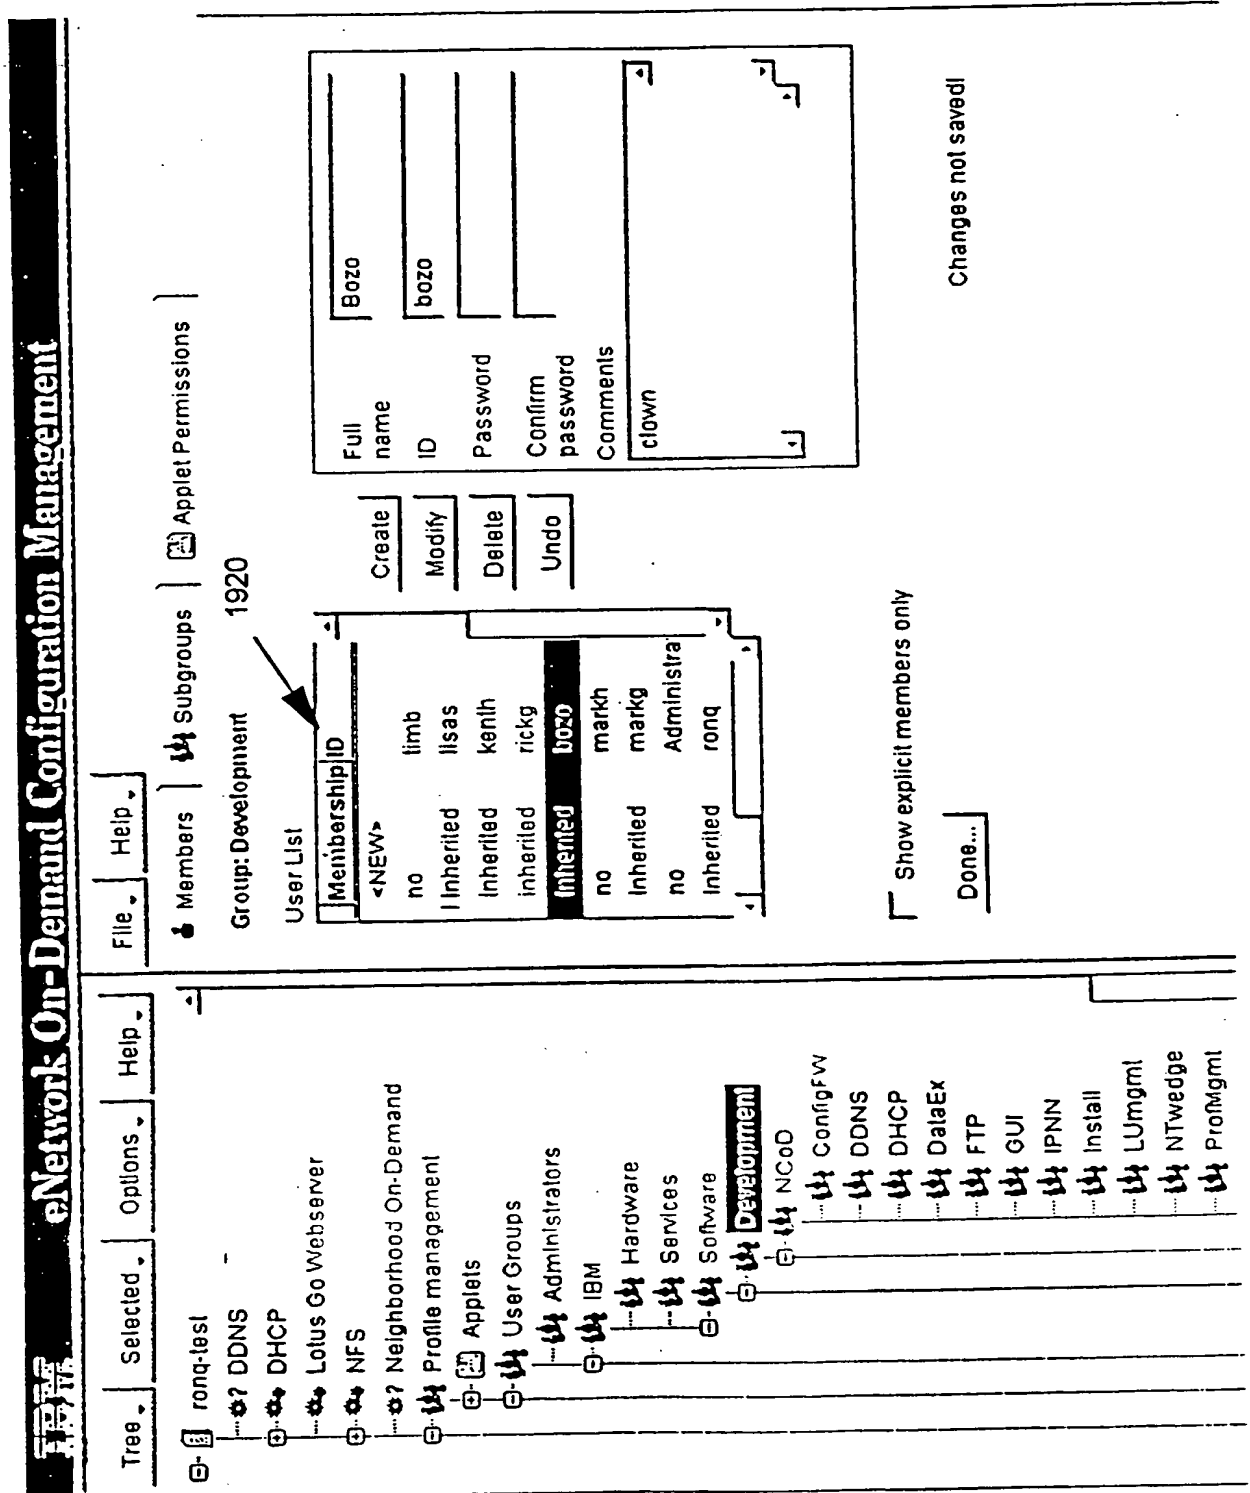 IBM eNetwork On-Demand Configuration Management
Tree Selected Options Help
ronq-test
? DDNS
DHCP
Lotus Go Webserver
NFS
? Neighborhood On-Demand
Profile management
Applets
User Groups
Administrators
IBM
Hardware
Services
Software
Development
NCoD
ConfigFW
DDNS
DHCP
DataEx
FTP
GUI
IPNN
Install
LUmgmt
NTwedge
ProfMgmt
File Help
Members Subgroups Applet Permissions
Group: Development
1920
User List
Membership ID
<NEW>
no timb
Inherited lisas
Inherited kenth
inherited rickg
Inherited bozo
no markh
Inherited markg
no Administra
Inherited ronq
Create
Modify
Delete
Undo
Full
name
Bozo
ID bozo
Password
Confirm
password
Comments
clown
Show explicit members only
Done...
Changes not saved!